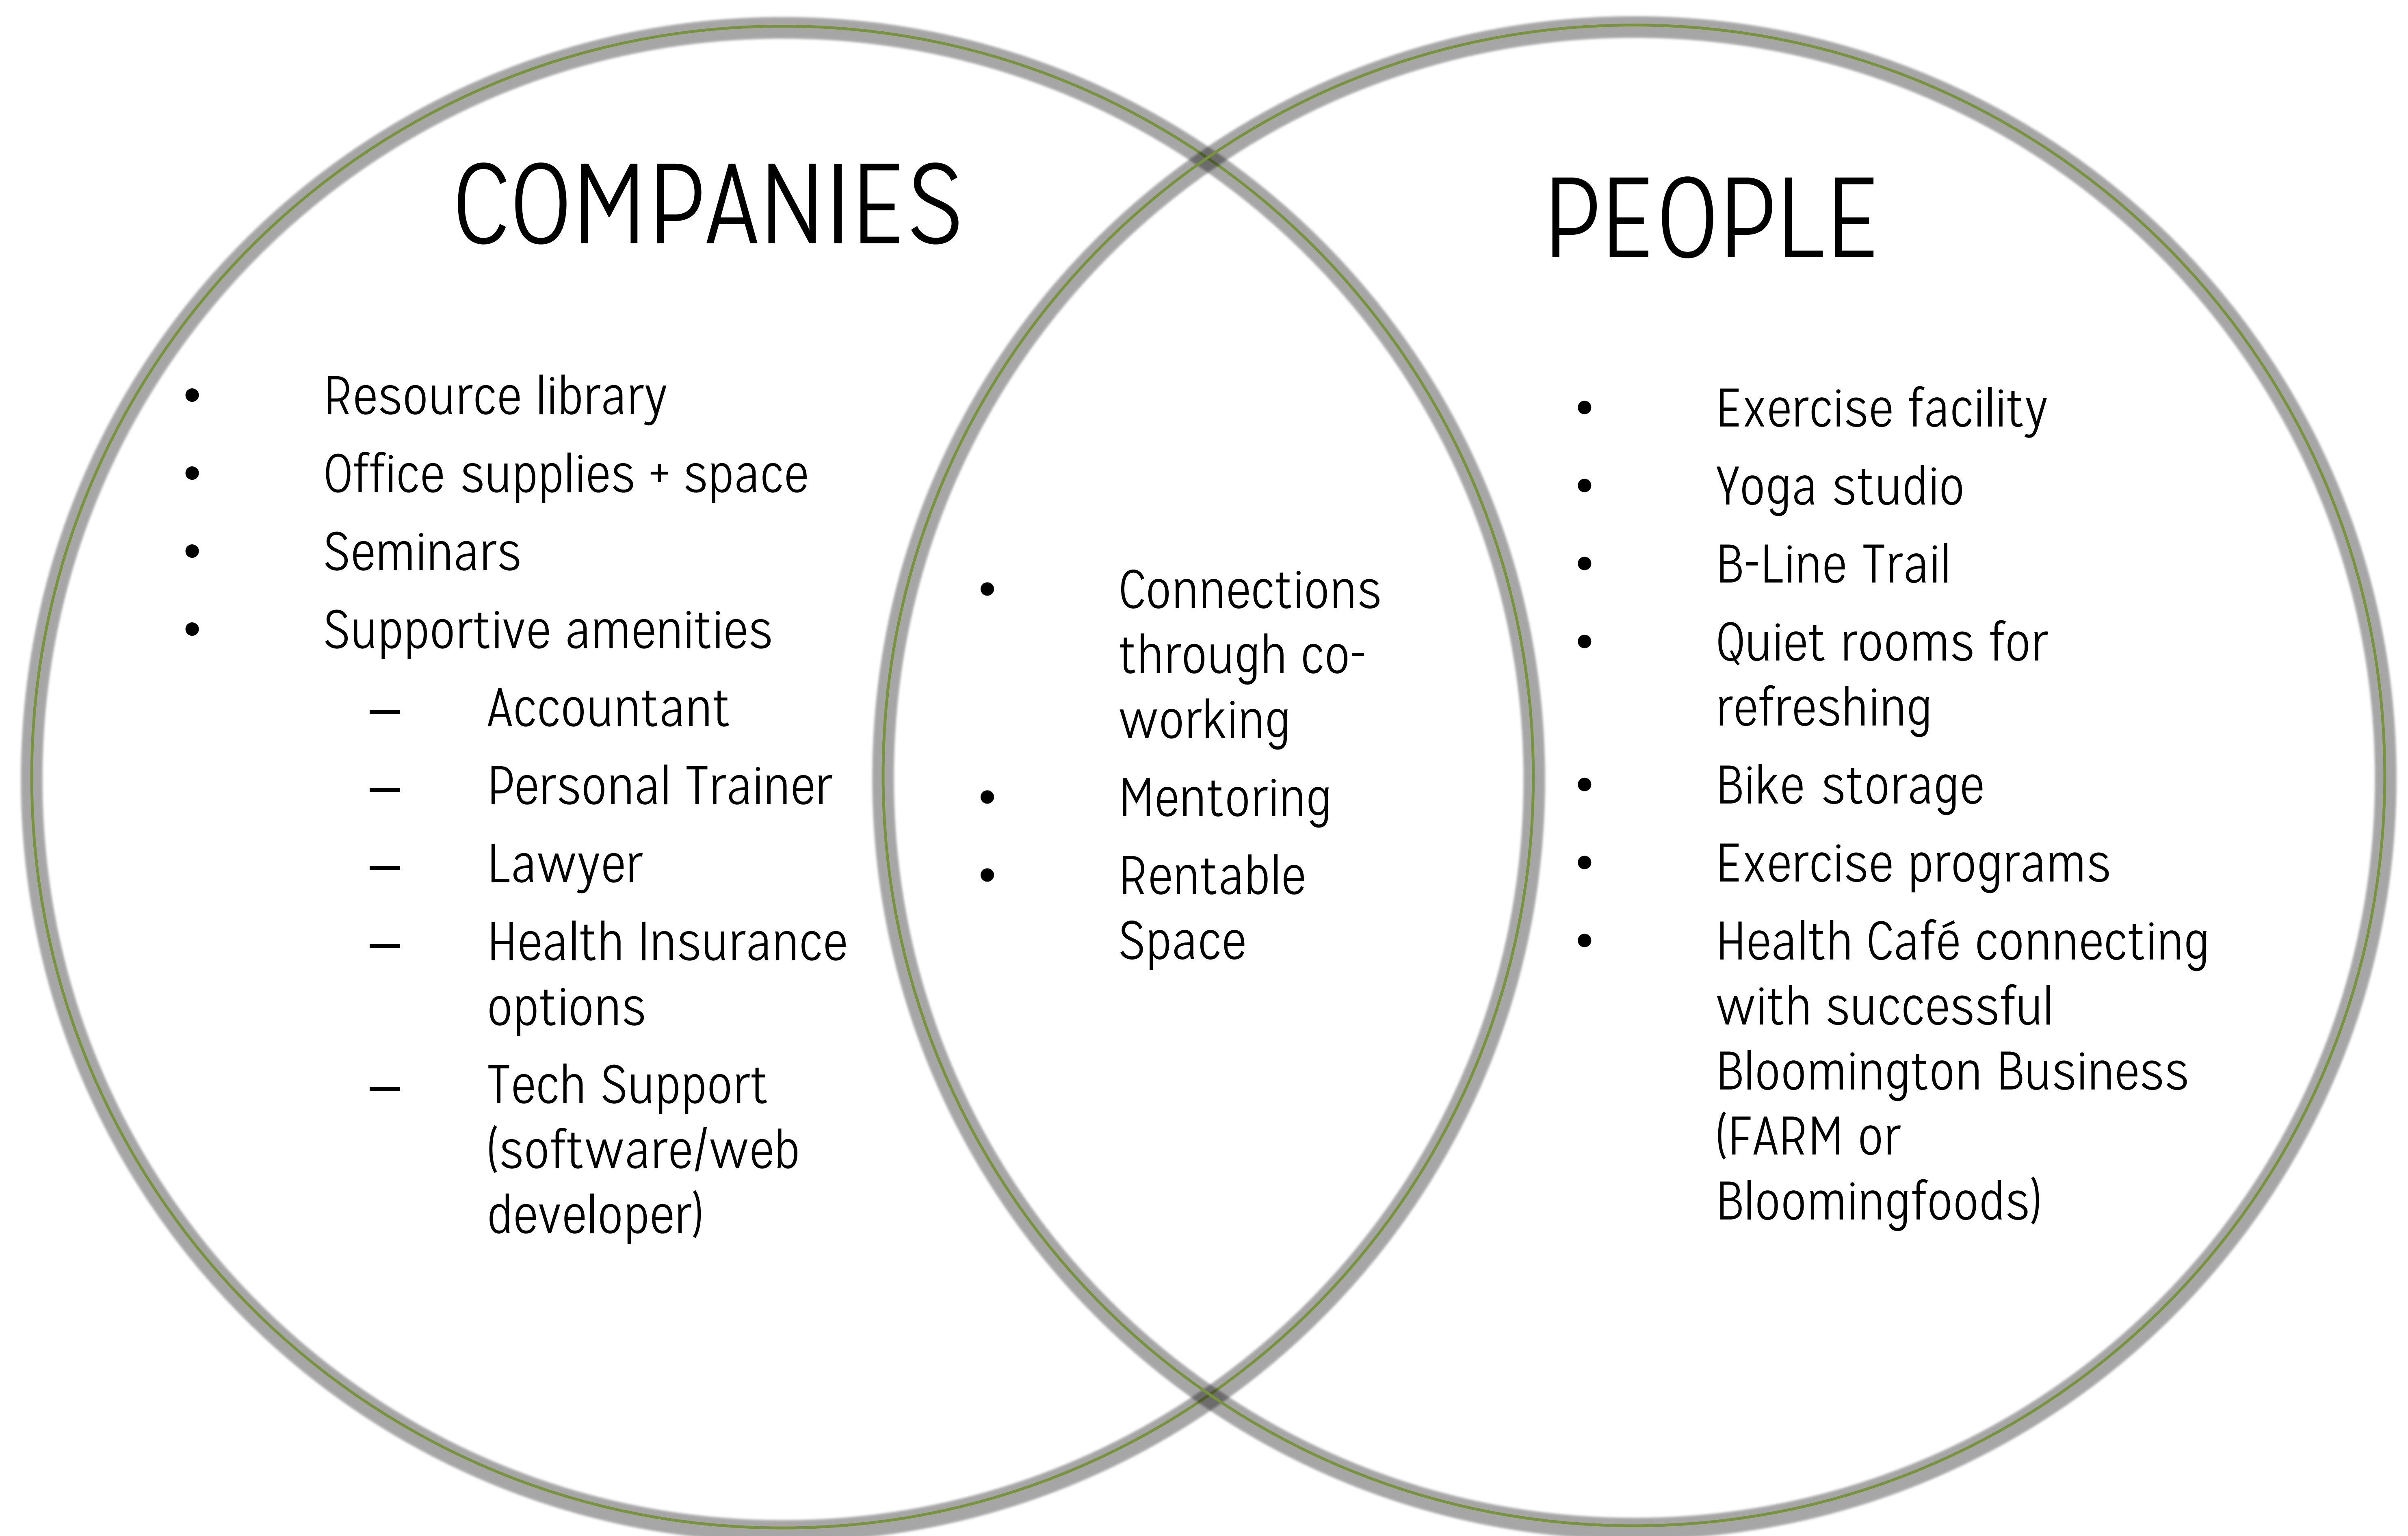 COMPANIES
• Resource library
• Office supplies + space
• Seminars
• Supportive amenities
– Accountant
– Personal Trainer
– Lawyer
– Health Insurance
options
– Tech Support
(software/web
developer)
• Connections
through co-
working
• Mentoring
• Rentable
Space
PEOPLE
• Exercise facility
• Yoga studio
• B-Line Trail
• Quiet rooms for
refreshing
• Bike storage
• Exercise programs
• Health Café connecting
with successful
Bloomington Business
(FARM or
Bloomingfoods)